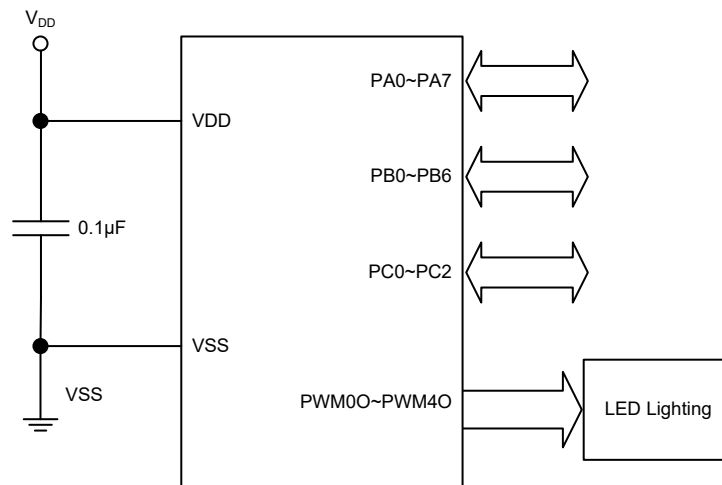 VDD
VDD
0.1µF
VSS
VSS
PA0~PA7
PB0~PB6
PC0~PC2
PWM0O~PWM4O
LED Lighting